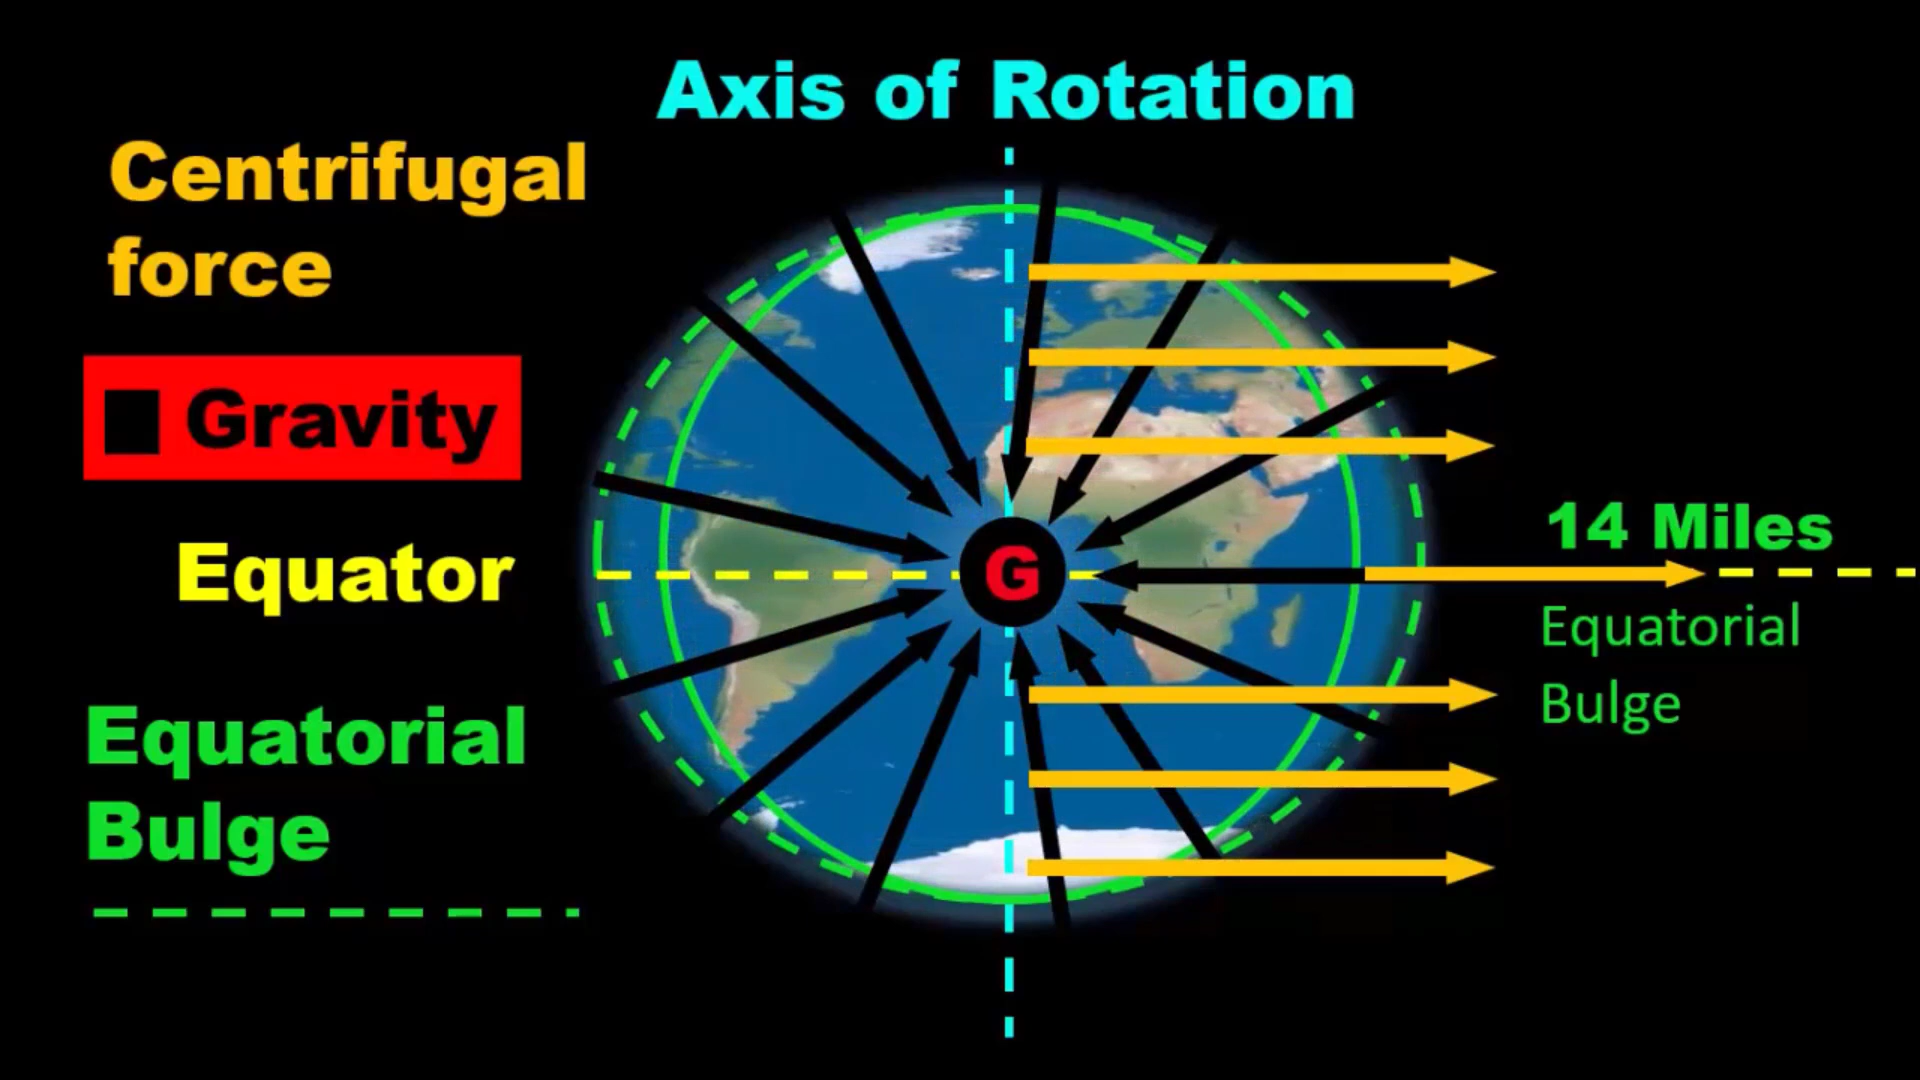 Axis of Rotation
Centrifugal
force
Gravity
Equator
Equatorial
Bulge
G
14 Miles
Equatorial
Bulge